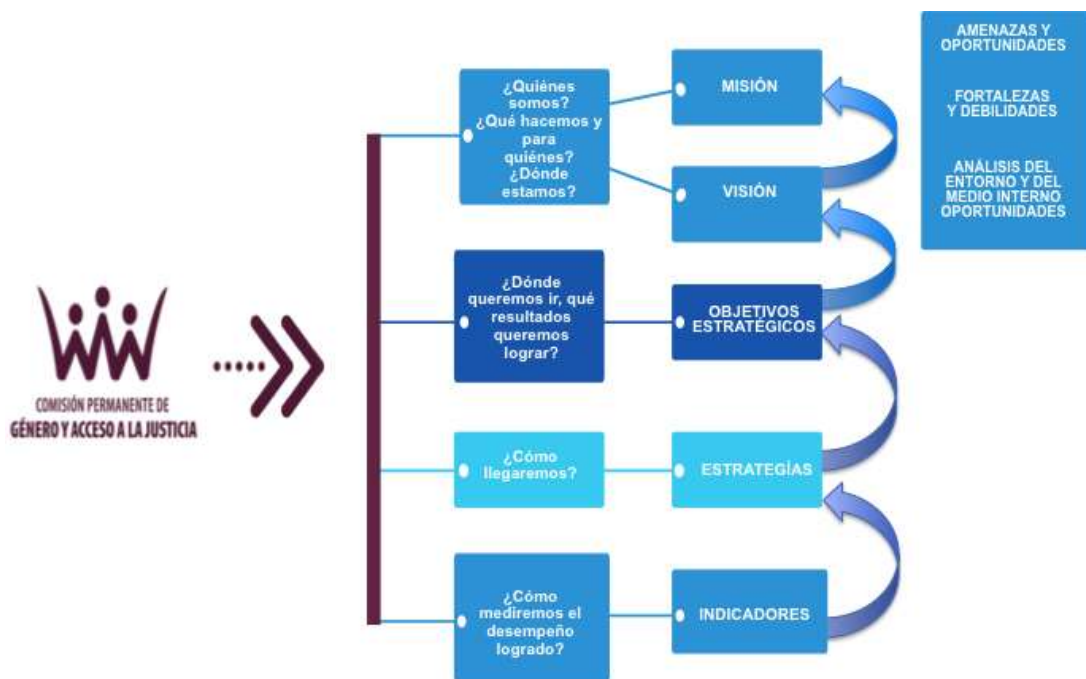 COMISIÓN PERMANENTE DE
GÉNERO Y ACCESO A LA JUSTICIA
¿Quiénes
somos?
¿Qué hacemos y
para
quiénes?
¿Dónde
estamos?
MISIÓN
VISIÓN
¿Dónde
queremos ir, qué
resultados
queremos
lograr?
OBJETIVOS
ESTRATÉGICOS
¿Cómo
llegaremos?
ESTRATEGÍAS
¿Cómo
mediremos el
desempeño
logrado?
INDICADORES
AMENAZAS Y
OPORTUNIDADES
FORTALEZAS
Y DEBILIDADES
ANÁLISIS DEL
ENTORNO Y DEL
MEDIO INTERNO
OPORTUNIDADES